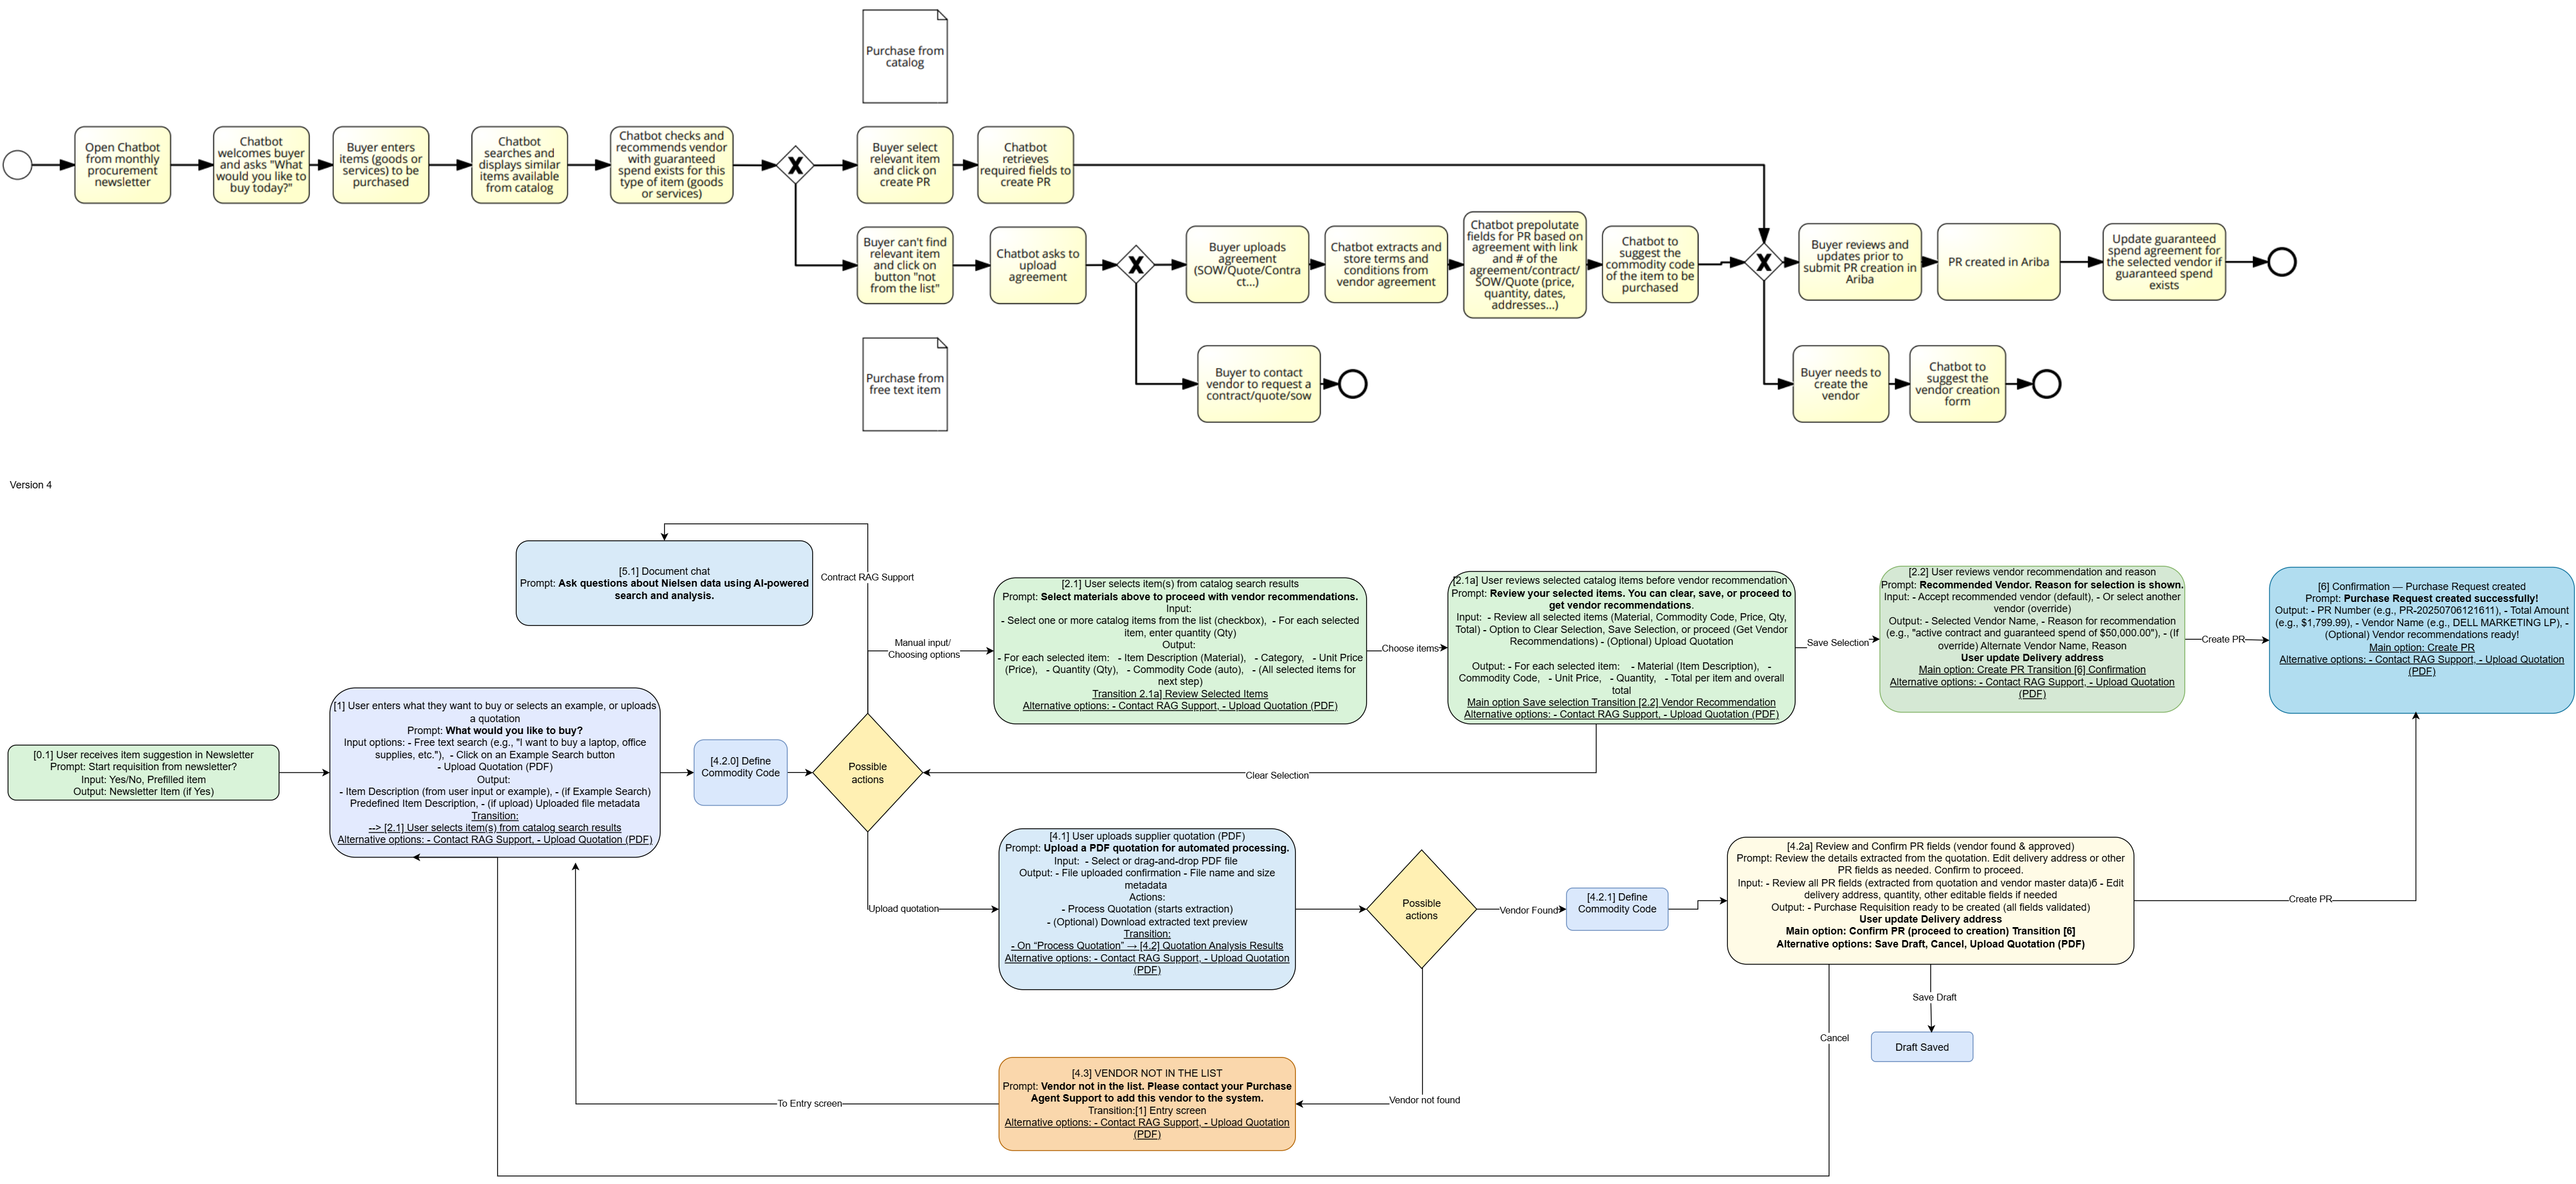 Purchase from
catalog
Open Chatbot
from monthly
procurement
newsletter
Chatbot
welcomes buyer
and asks "What
would you like to
buy today?"
Buyer enters
items (goods or
services) to be
purchased
Chatbot
searches and
displays similar
items available
from catalog
Chatbot checks and
recommends vendor
with guaranteed
spend exists for this
type of item (goods
or services)
X
Buyer select
relevant item
and click on
create PR
Chatbot
retrieves
required fields to
create PR
Buyer can't find
relevant item
and click on
button "not
from the list"
Chatbot asks to
upload
agreement
X
Buyer uploads
agreement
(SOW/Quote/Contra
ct...)
Chatbot extracts and
store terms and
conditions from
vendor agreement
Chatbot prepolutate
fields for PR based on
agreement with link
and # of the
agreement/contract/
SOW/Quote (price,
quantity, dates,
addresses...)
Chatbot to
suggest the
commodity code
of the item to be
purchased
X
Buyer reviews and
updates prior to
submit PR creation in
Ariba
PR created in Ariba
Update guaranteed
spend agreement for
the selected vendor if
guaranteed spend
exists
Purchase from
free text item
Buyer to contact
vendor to request a
contract/quote/sow
Buyer needs to
create the
vendor
Chatbot to
suggest the
vendor creation
form
Version 4
[5.1] Document chat
Prompt: Ask questions about Nielsen data using AI-powered
search and analysis.
Contract RAG Support
Manual input/
Choosing options
[2.1] User selects item(s) from catalog search results
Prompt: Select materials above to proceed with vendor recommendations.
Input:
- Select one or more catalog items from the list (checkbox), - For each selected
item, enter quantity (Qty)
Output:
- For each selected item: - Item Description (Material), - Category, - Unit Price
(Price), - Quantity (Qty), - Commodity Code (auto), - (All selected items for
next step)
Transition 2.1a] Review Selected Items
Alternative options: - Contact RAG Support, - Upload Quotation (PDF)
Choose items
[2.1a] User reviews selected catalog items before vendor recommendation
Prompt: Review your selected items. You can clear, save, or proceed to
get vendor recommendations.
Input: - Review all selected items (Material, Commodity Code, Price, Qty,
Total) - Option to Clear Selection, Save Selection, or proceed (Get Vendor
Recommendations) - (Optional) Upload Quotation
Output: - For each selected item: - Material (Item Description), -
Commodity Code, - Unit Price, - Quantity, - Total per item and overall
total
Main option Save selection Transition [2.2] Vendor Recommendation
Alternative options: - Contact RAG Support, - Upload Quotation (PDF)
Save Selection
[2.2] User reviews vendor recommendation and reason
Prompt: Recommended Vendor. Reason for selection is shown.
Input: - Accept recommended vendor (default), - Or select another
vendor (override)
Output: - Selected Vendor Name, - Reason for recommendation
(e.g., "active contract and guaranteed spend of $50,000.00"), - (If
override) Alternate Vendor Name, Reason
User update Delivery address
Main option: Create PR Transition [6] Confirmation
Alternative options: - Contact RAG Support, - Upload Quotation
(PDF)
Create PR
[6] Confirmation — Purchase Request created
Prompt: Purchase Request created successfully!
Output: - PR Number (e.g., PR-20250706121611), - Total Amount
(e.g., $1,799.99), - Vendor Name (e.g., DELL MARKETING LP), -
(Optional) Vendor recommendations ready!
Main option: Create PR
Alternative options: - Contact RAG Support, - Upload Quotation
(PDF)
[0.1] User receives item suggestion in Newsletter
Prompt: Start requisition from newsletter?
Input: Yes/No, Prefilled item
Output: Newsletter Item (if Yes)
[1] User enters what they want to buy or selects an example, or uploads
a quotation
Prompt: What would you like to buy?
Input options: - Free text search (e.g., "I want to buy a laptop, office
supplies, etc."), - Click on an Example Search button
- Upload Quotation (PDF)
Output:
- Item Description (from user input or example), - (if Example Search)
Predefined Item Description, - (if upload) Uploaded file metadata
Transition:
--> [2.1] User selects item(s) from catalog search results
Alternative options: - Contact RAG Support, - Upload Quotation (PDF)
[4.2.0] Define
Commodity Code
Possible
actions
Clear Selection
Upload quotation
[4.1] User uploads supplier quotation (PDF)
Prompt: Upload a PDF quotation for automated processing.
Input: - Select or drag-and-drop PDF file
Output: - File uploaded confirmation - File name and size
metadata
Actions:
- Process Quotation (starts extraction)
- (Optional) Download extracted text preview
Transition:
- On “Process Quotation” → [4.2] Quotation Analysis Results
Alternative options: - Contact RAG Support, - Upload Quotation
(PDF)
Possible
actions
Vendor Found
[4.2.1] Define
Commodity Code
[4.2a] Review and Confirm PR fields (vendor found & approved)
Prompt: Review the details extracted from the quotation. Edit delivery address or other
PR fields as needed. Confirm to proceed.
Input: - Review all PR fields (extracted from quotation and vendor master data)б - Edit
delivery address, quantity, other editable fields if needed
Output: - Purchase Requisition ready to be created (all fields validated)
User update Delivery address
Main option: Confirm PR (proceed to creation) Transition [6]
Alternative options: Save Draft, Cancel, Upload Quotation (PDF)
Create PR
Save Draft
Draft Saved
Cancel
Vendor not found
[4.3] VENDOR NOT IN THE LIST
Prompt: Vendor not in the list. Please contact your Purchase
Agent Support to add this vendor to the system.
Transition:[1] Entry screen
Alternative options: - Contact RAG Support, - Upload Quotation
(PDF)
To Entry screen